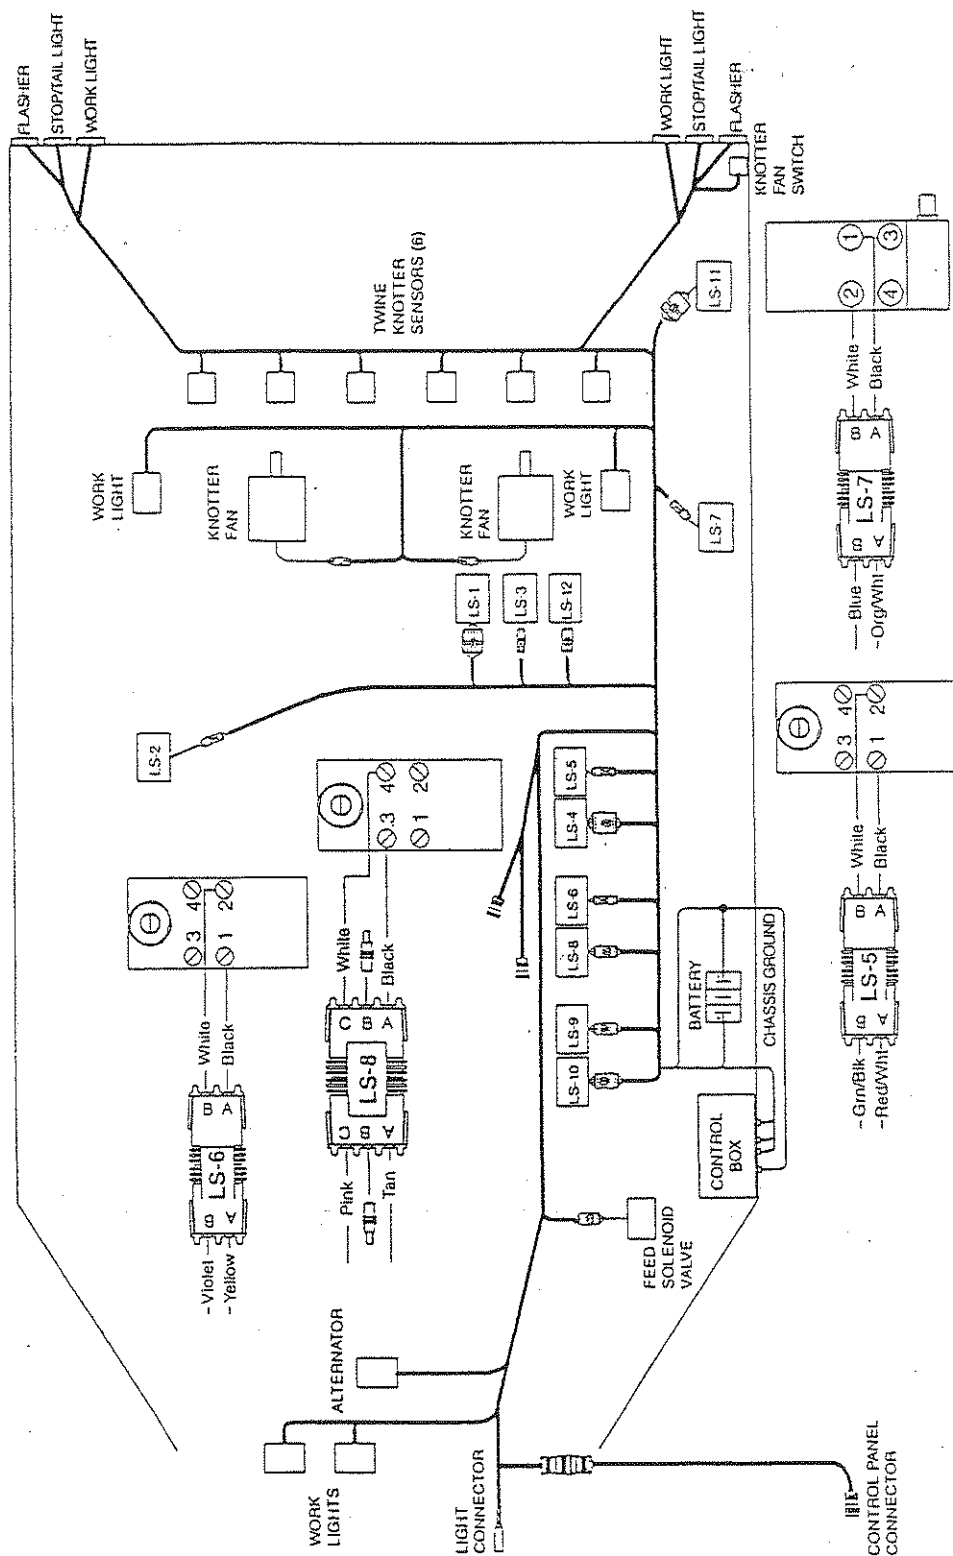 FLASHER
STOP/TAIL LIGHT
WORK LIGHT
WORK LIGHT
STOP/TAIL LIGHT
FLASHER
KNOTTER
FAN
SWITCH
TWINE
KNOTTER
SENSORS (6)
LS-11
WORK
LIGHT
KNOTTER
FAN
KNOTTER
FAN
WORK
LIGHT
LS-7
LS-1
LS-3
LS-12
LS-2
LS-5
LS-4
LS-6
LS-8
LS-9
LS-10
BATTERY
CHASSIS GROUND
CONTROL
BOX
FEED
SOLENOID
VALVE
ALTERNATOR
WORK
LIGHTS
LIGHT
CONNECTOR
CONTROL PANEL
CONNECTOR
Violet
Yellow
B
A
LS-6
B
A
White
Black
3
4
1
2
Pink
Tan
C
B
A
LS-8
C
B
A
White
Black
3
4
1
2
Grn/Blk
Red/Wht
B
A
LS-5
B
A
White
Black
3
4
1
2
Blue
Org/Wht
B
A
LS-7
B
A
White
Black
2
1
4
3